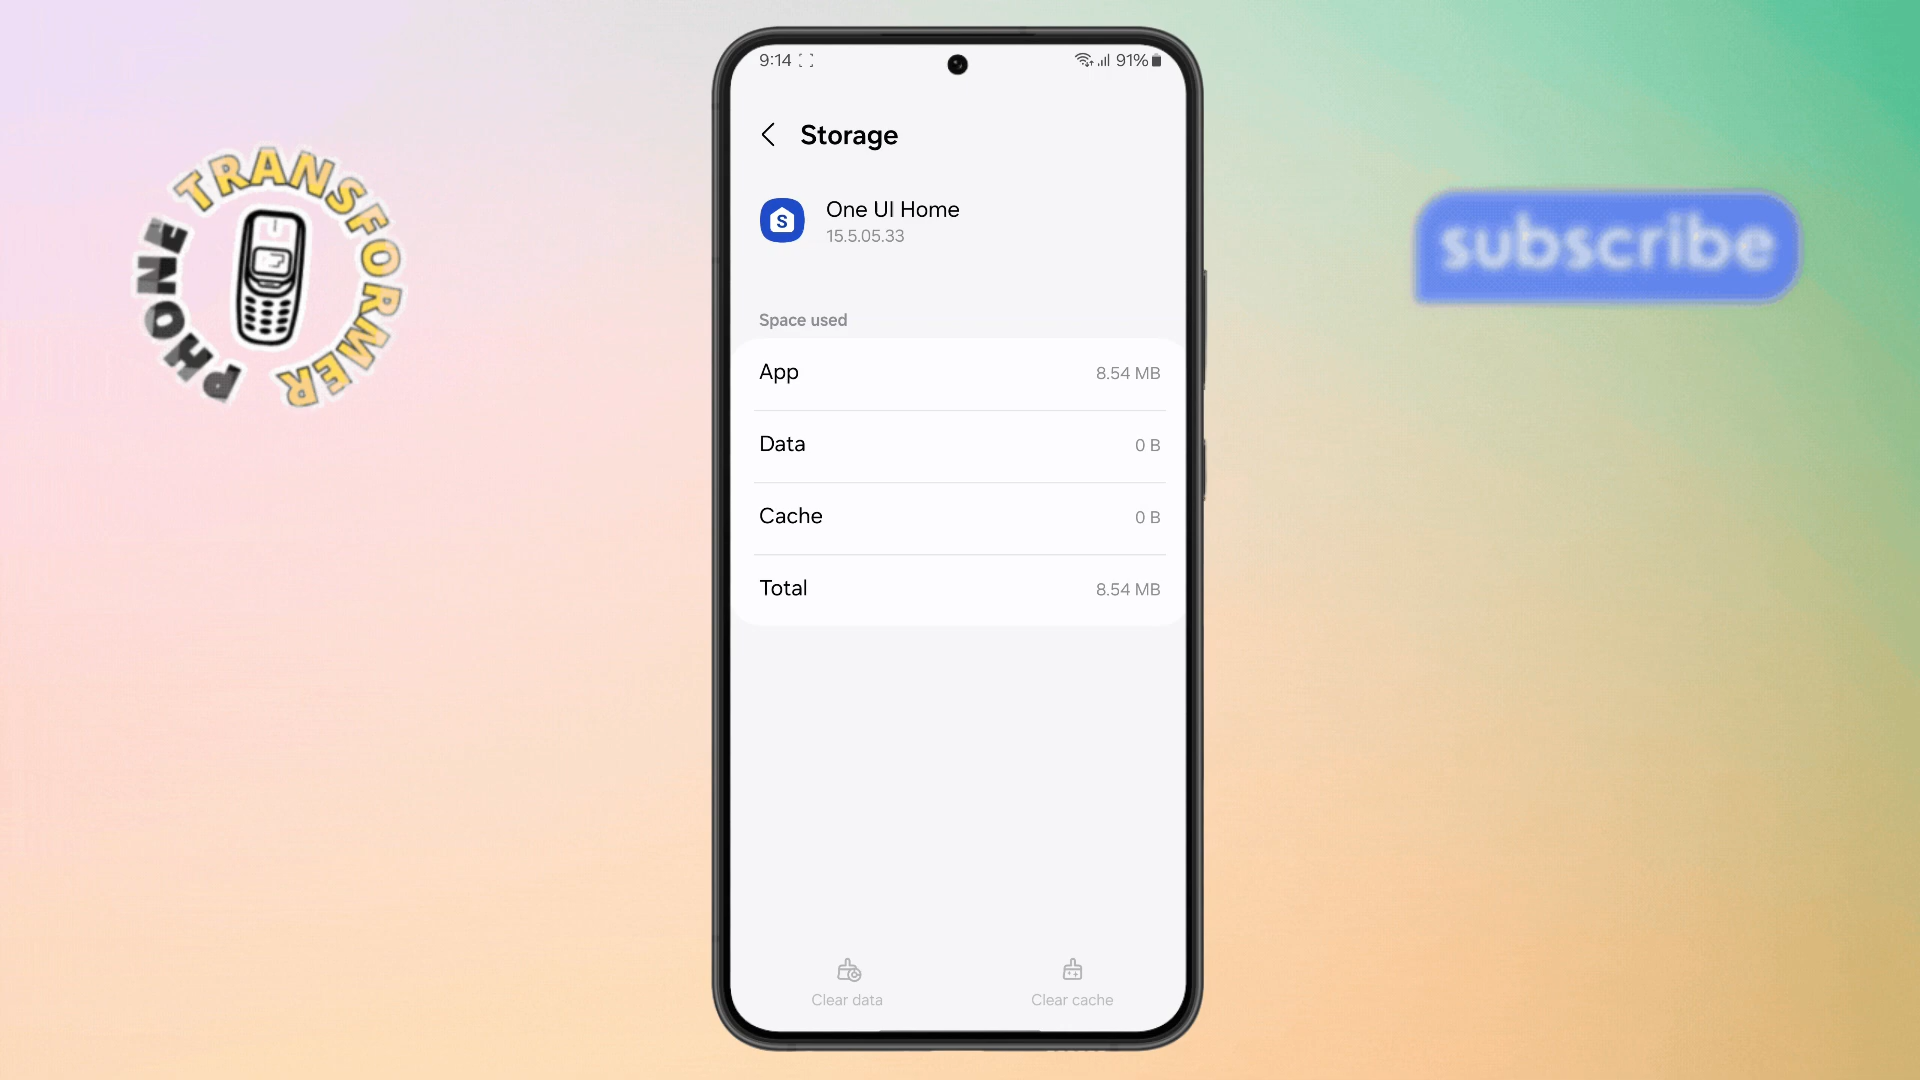 PHONE TRANSFORMER
9:14
91%
Storage
S
One UI Home
15.5.05.33
Space used
App
8.54 MB
Data
0 B
Cache
0 B
Total
8.54 MB
Clear data
Clear cache
subscribe